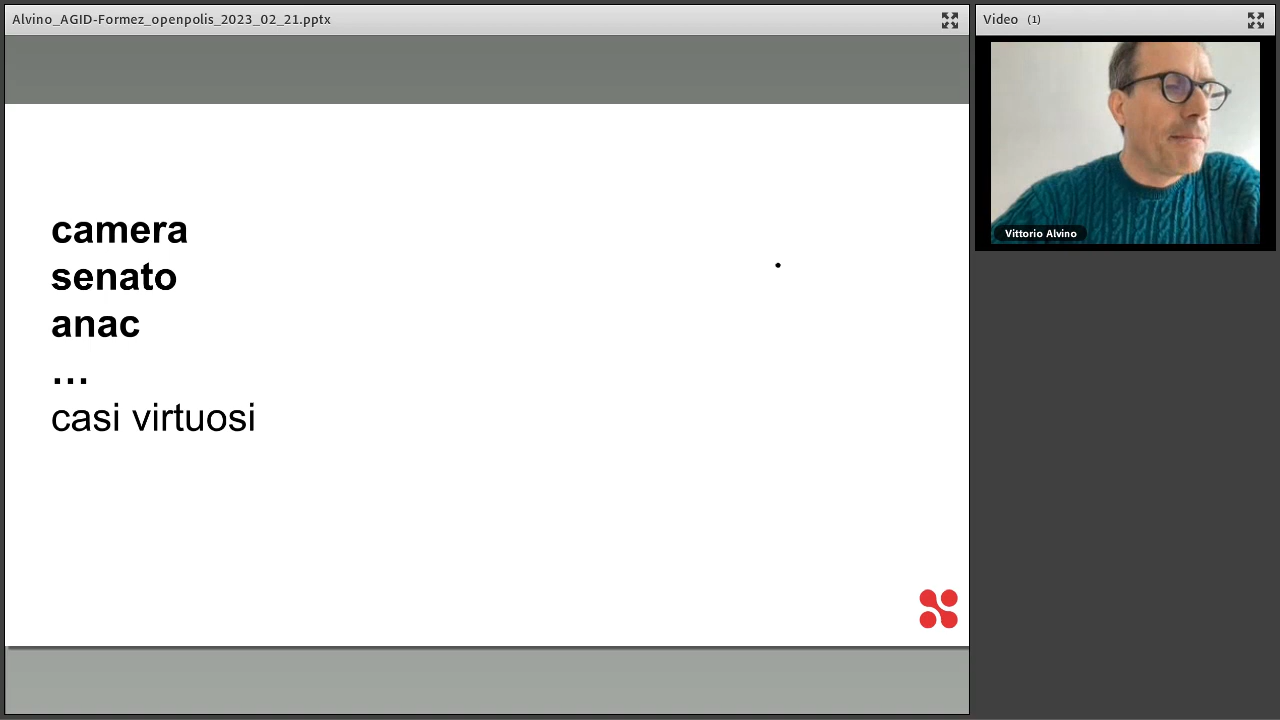 Alvino_AGID-Formez_openpolis_2023_02_21.pptx
Video (1)
camera
senato
anac
...
casi virtuosi
Vittorio Alvino